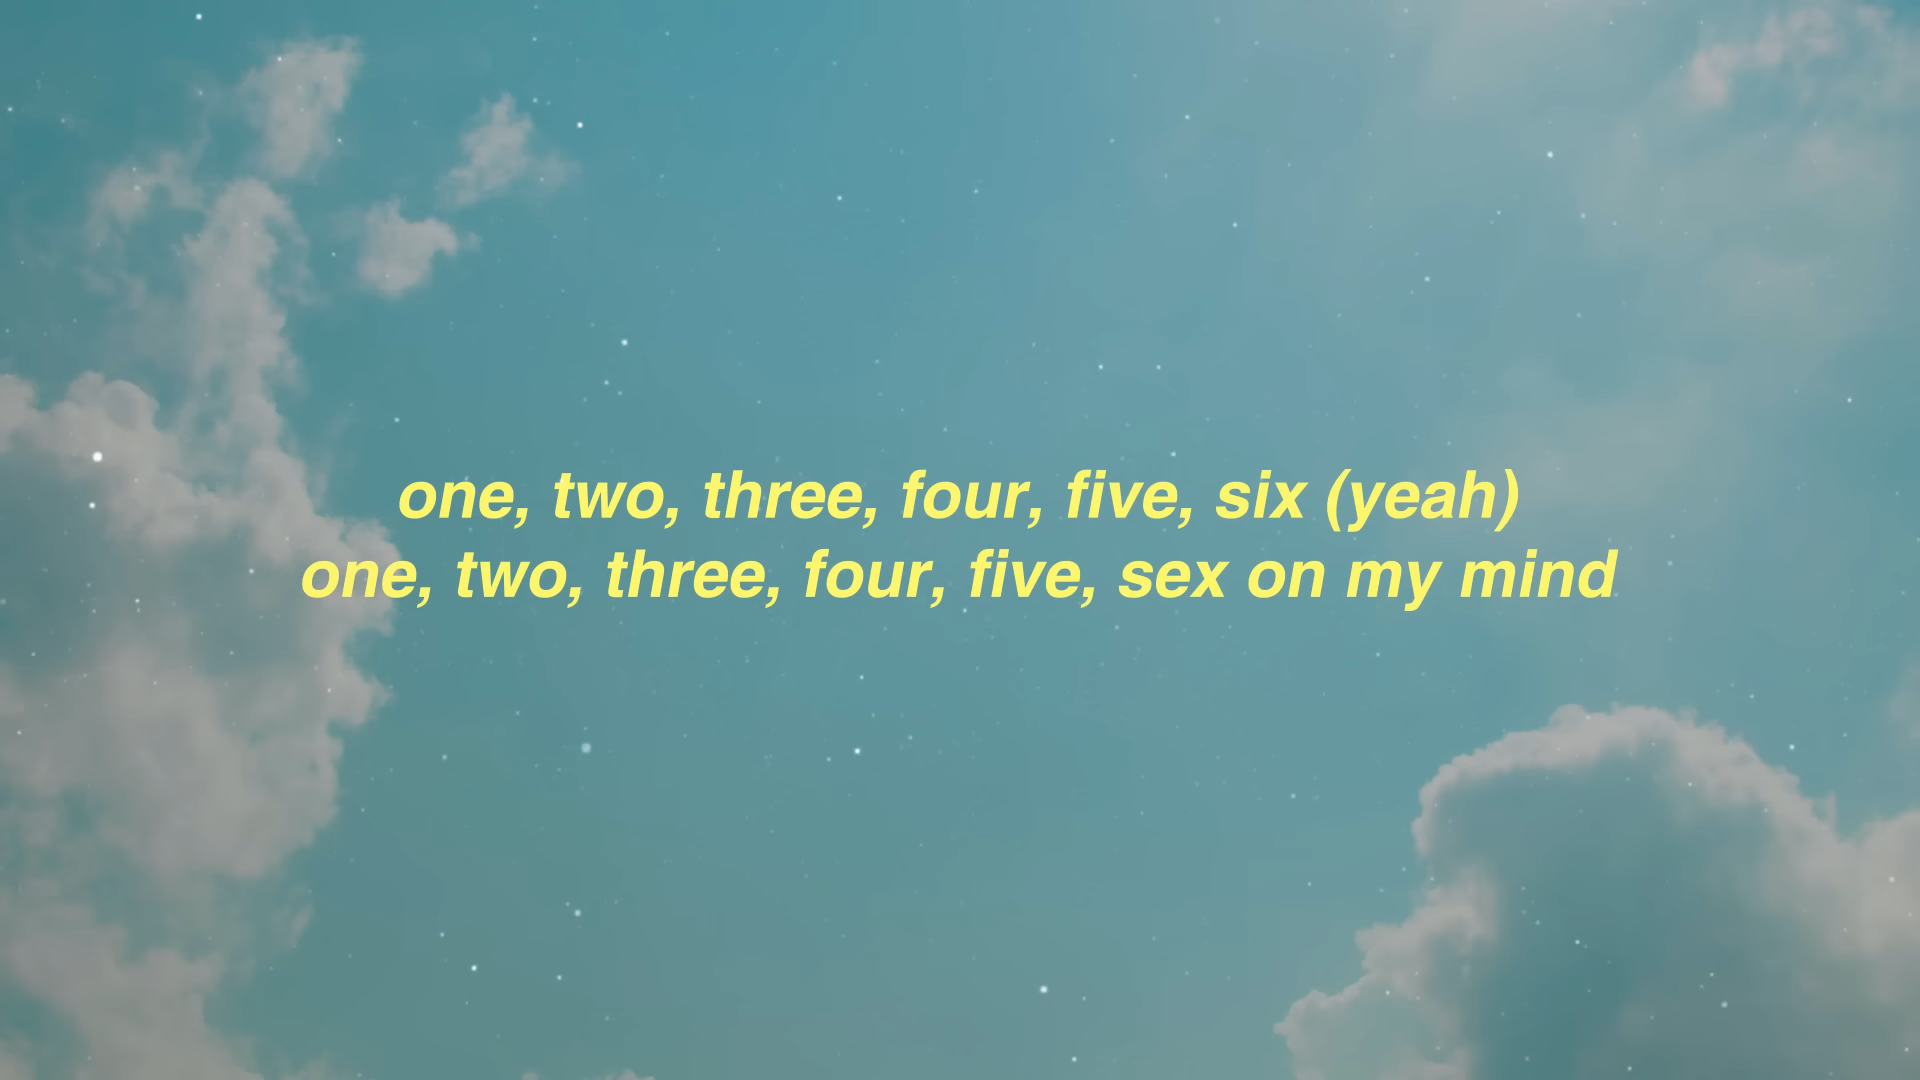 one, two, three, four, five, six (yeah)
one, two, three, four, five, sex on my mind